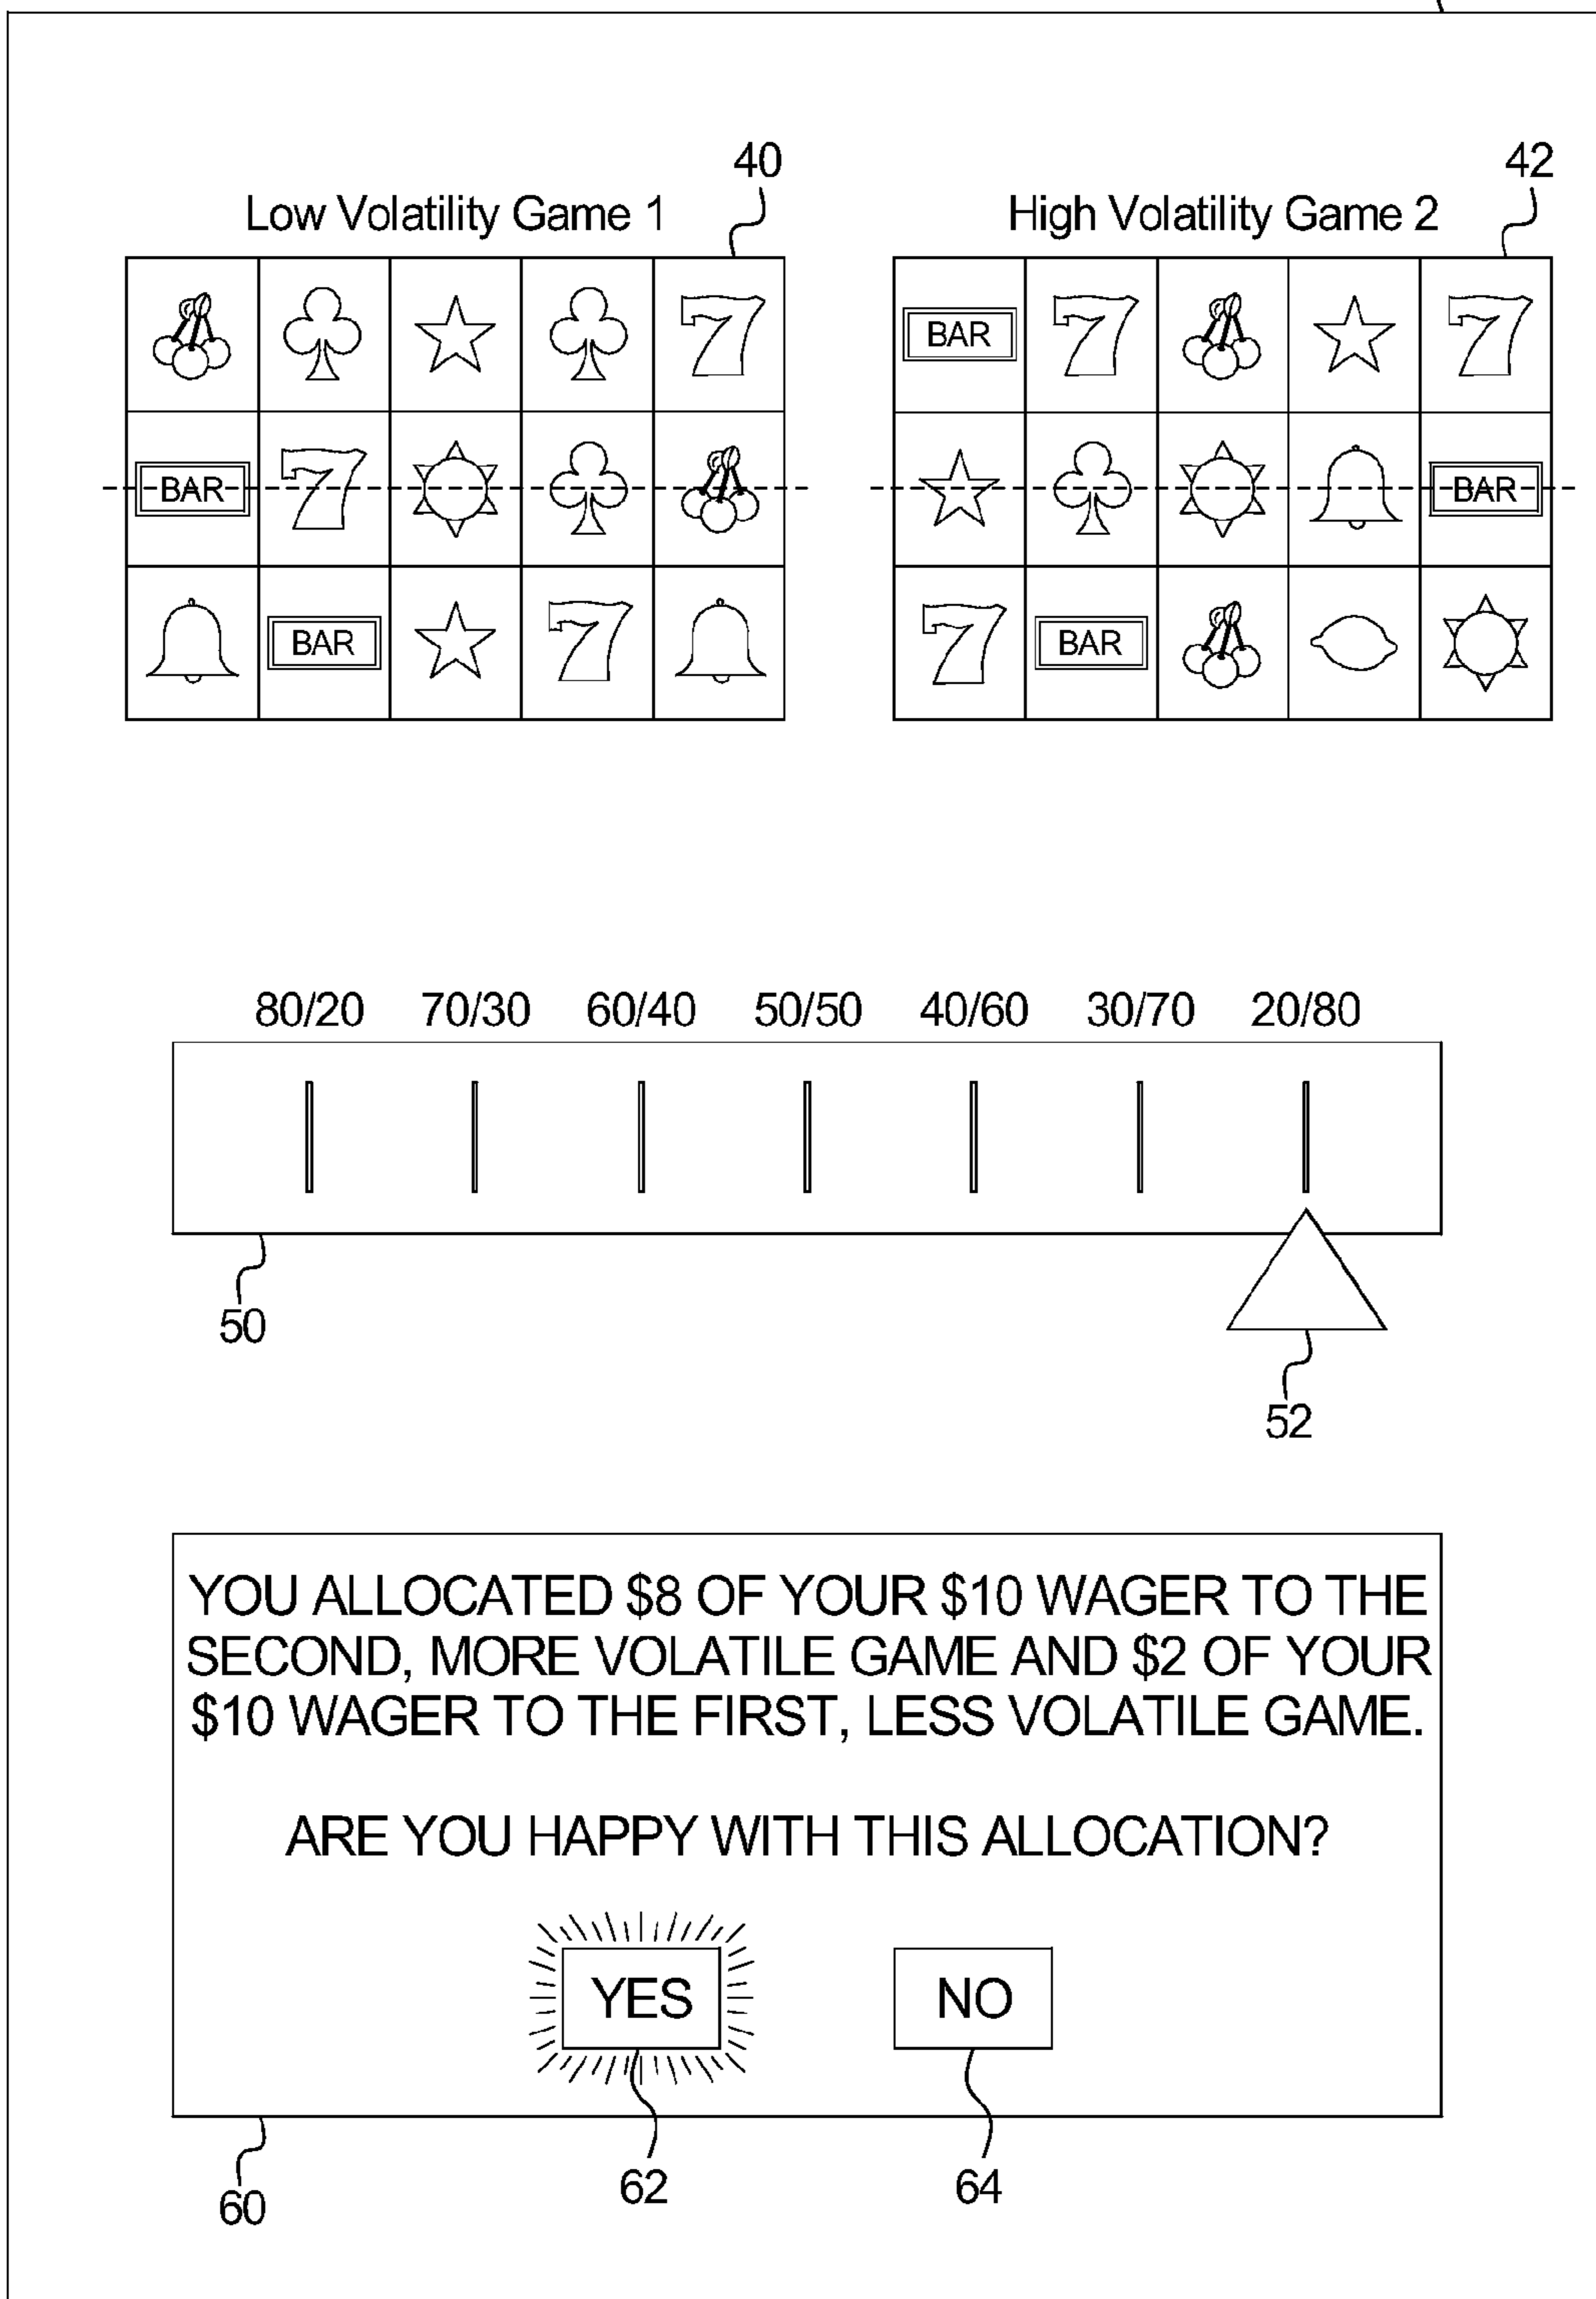 40
42
Low Volatility Game 1
High Volatility Game 2
7
BAR
7
7
BAR
7
BAR
BAR
7
7
BAR
80/20 70/30 60/40 50/50 40/60 30/70 20/80
50
52
YOU ALLOCATED $8 OF YOUR $10 WAGER TO THE
SECOND, MORE VOLATILE GAME AND $2 OF YOUR
$10 WAGER TO THE FIRST, LESS VOLATILE GAME.
ARE YOU HAPPY WITH THIS ALLOCATION?
YES
NO
62
64
60